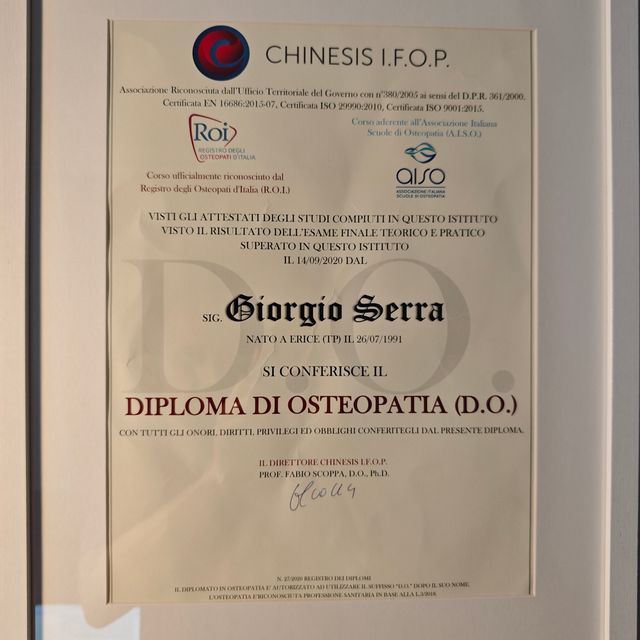 CHINESIS I.F.O.P.
Associazione Riconosciuta dall'Ufficio Territoriale del Governo con n°380/2005 ai sensi del D.P.R. 361/2000.
Certificata EN 16686:2015-07, Certificata ISO 29990:2010, Certificata ISO 9001:2015.
Roi
REGISTRO DEGLI
OSTEOPATI D'ITALIA
Corso ufficialmente riconosciuto dal
Registro degli Osteopati d'Italia (R.O.I.)
Corso aderente all'Associazione Italiana
Scuole di Osteopatia (A.I.S.O.)
aiso
ASSOCIAZIONE ITALIANA
SCUOLE DI OSTEOPATIA
VISTI GLI ATTESTATI DEGLI STUDI COMPIUTI IN QUESTO ISTITUTO
VISTO IL RISULTATO DELL'ESAME FINALE TEORICO E PRATICO
SUPERATO IN QUESTO ISTITUTO
IL 14/09/2020 DAL
D.O.
SIG. Giorgio Serra
NATO A ERICE (TP) IL 26/07/1991
SI CONFERISCE IL
DIPLOMA DI OSTEOPATIA (D.O.)
CON TUTTI GLI ONORI, DIRITTI, PRIVILEGI ED OBBLIGHI CONFERITEGLI DAL PRESENTE DIPLOMA.
IL DIRETTORE CHINESIS I.F.O.P.
PROF. FABIO SCOPPA, D.O., Ph.D.
N. 27/2020 REGISTRO DEI DIPLOMI
IL DIPLOMATO IN OSTEOPATIA E' AUTORIZZATO AD UTILIZZARE IL SUFFISSO "D.O." DOPO IL SUO NOME.
L'OSTEOPATIA E'RICONOSCIUTA PROFESSIONE SANITARIA IN BASE ALLA L.3/2018.